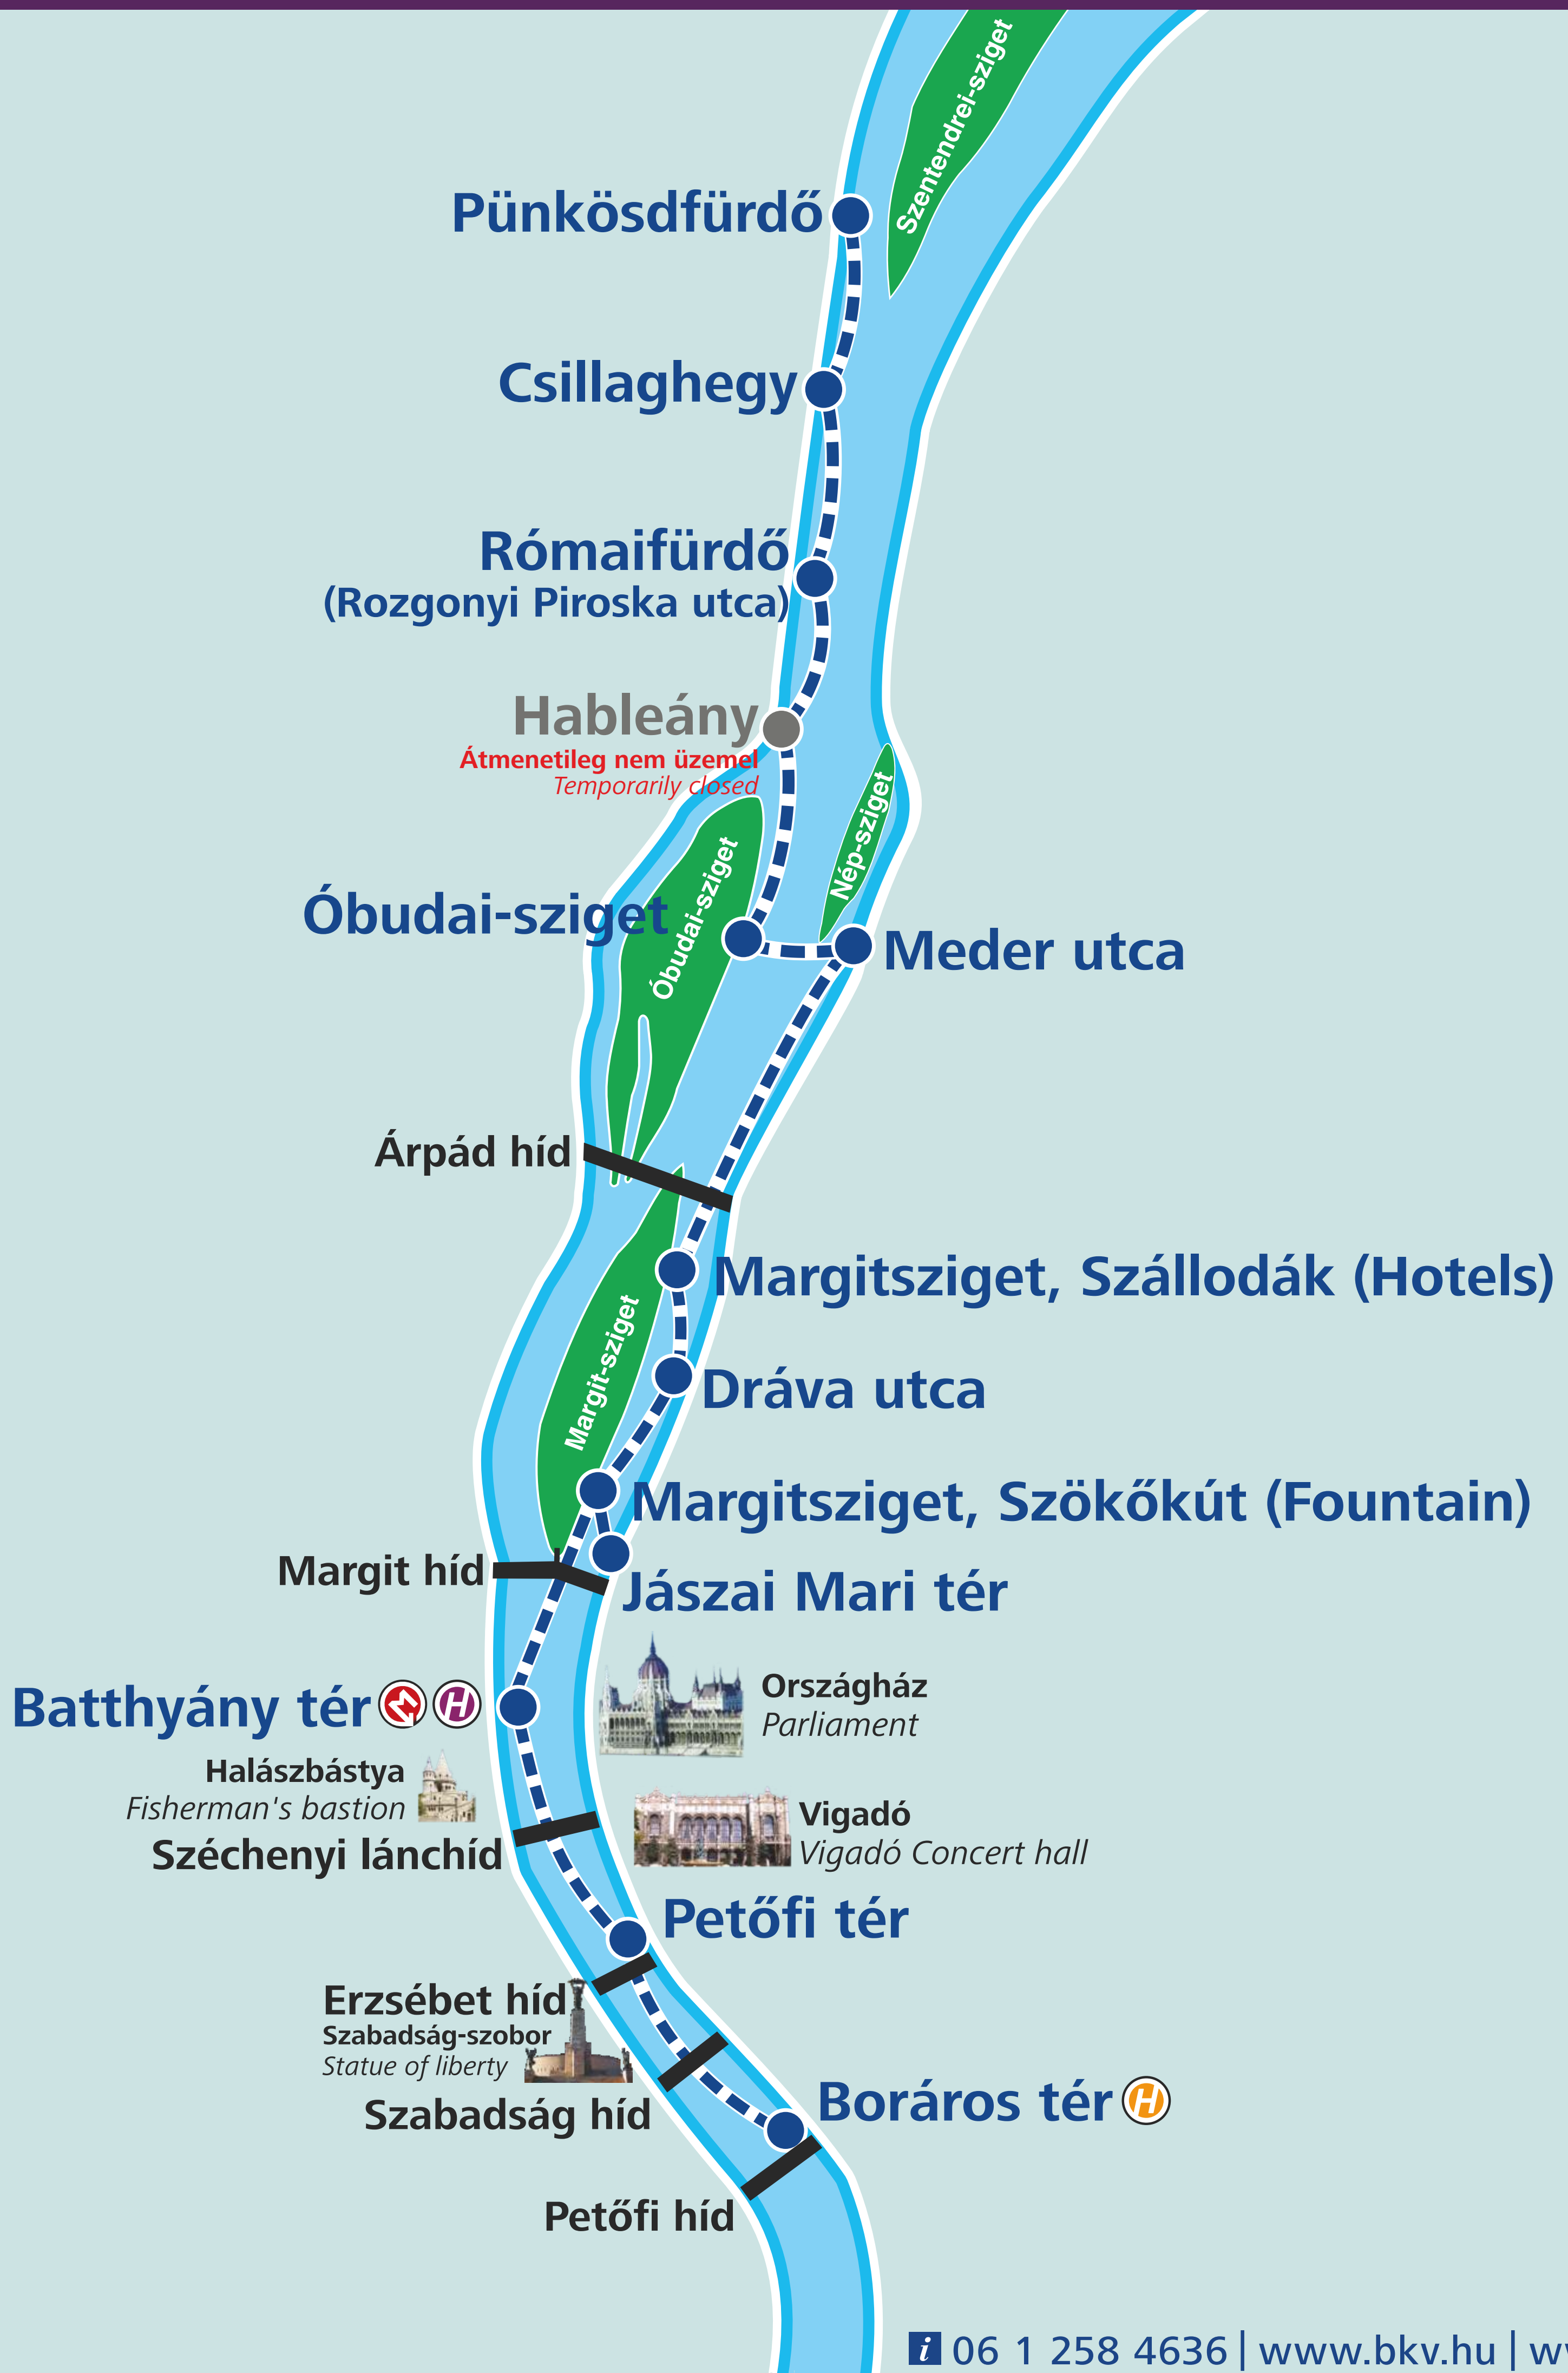 Szentendrei-sziget
Pünkösdfürdő
Csillaghegy
Rómaifürdő
(Rozgonyi Piroska utca)
Hableány
Átmenetileg nem üzemel
Temporarily closed
Nép-sziget
Óbudai-sziget
Óbudai-sziget
Meder utca
Árpád híd
Margitsziget, Szállodák (Hotels)
Margit-sziget
Dráva utca
Margitsziget, Szökőkút (Fountain)
Margit híd
Jászai Mari tér
Batthyány tér M H
Országház
Parliament
Halászbástya
Fisherman's bastion
Vigadó
Vigadó Concert hall
Széchenyi lánchíd
Petőfi tér
Erzsébet híd
Szabadság-szobor
Statue of liberty
Szabadság híd
Boráros tér H
Petőfi híd
i 06 1 258 4636 | www.bkv.hu |